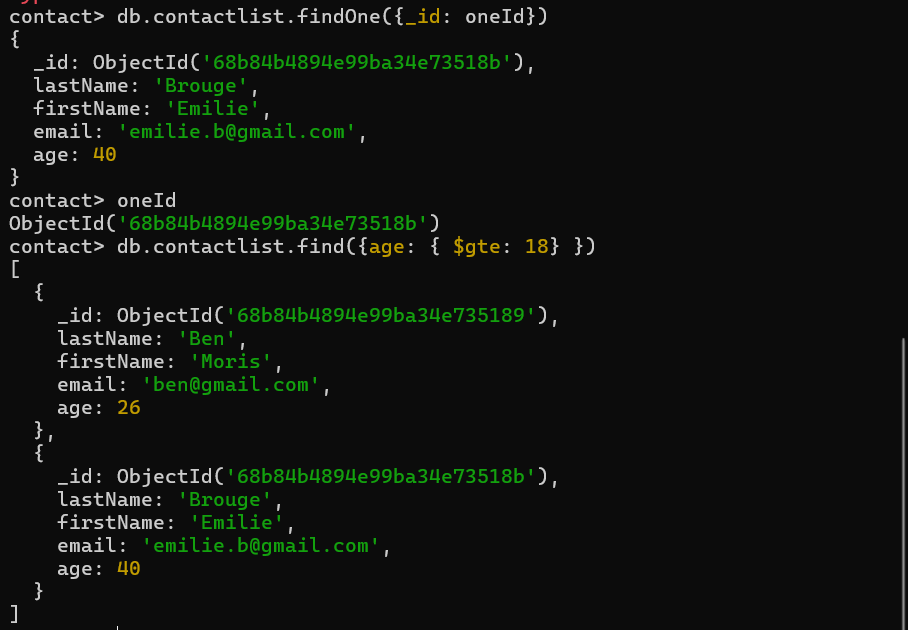 contact> db.contactlist.findOne({_id: oneId})
{
  _id: ObjectId('68b84b4894e99ba34e73518b'),
  lastName: 'Brouge',
  firstName: 'Emilie',
  email: 'emilie.b@gmail.com',
  age: 40
}
contact> oneId
ObjectId('68b84b4894e99ba34e73518b')
contact> db.contactlist.find({age: { $gte: 18} })
[
  {
    _id: ObjectId('68b84b4894e99ba34e735189'),
    lastName: 'Ben',
    firstName: 'Moris',
    email: 'ben@gmail.com',
    age: 26
  },
  {
    _id: ObjectId('68b84b4894e99ba34e73518b'),
    lastName: 'Brouge',
    firstName: 'Emilie',
    email: 'emilie.b@gmail.com',
    age: 40
  }
]